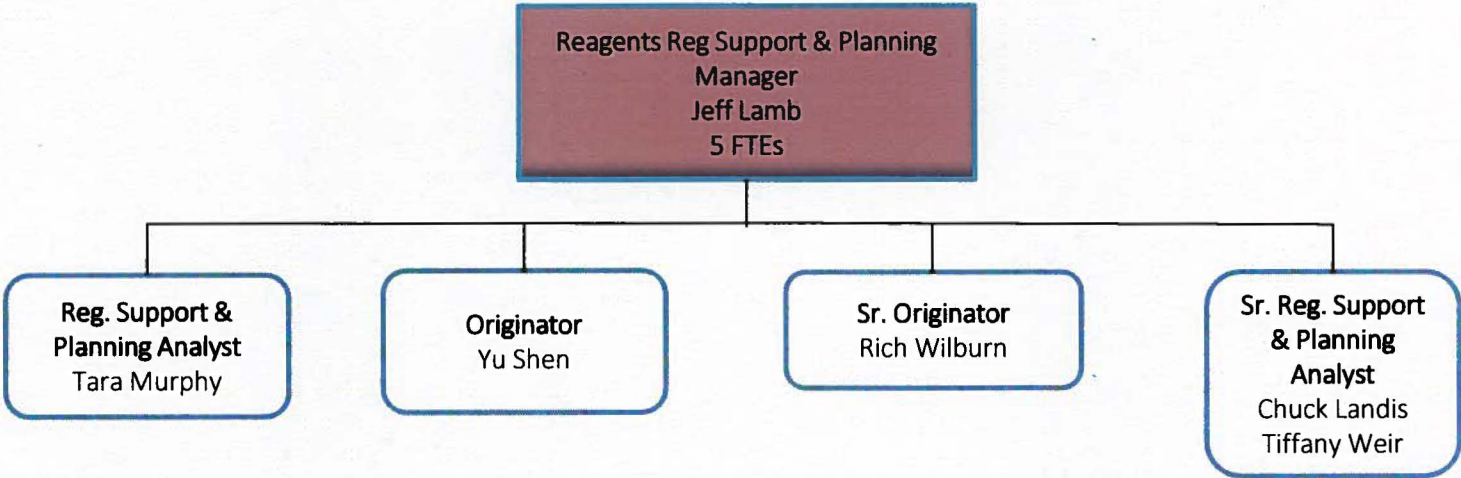 Reagents Reg Support & Planning
Manager
Jeff Lamb
5 FTEs
Reg. Support &
Planning Analyst
Tara Murphy
Originator
Yu Shen
Sr. Originator
Rich Wilburn
Sr. Reg. Support
& Planning
Analyst
Chuck Landis
Tiffany Weir